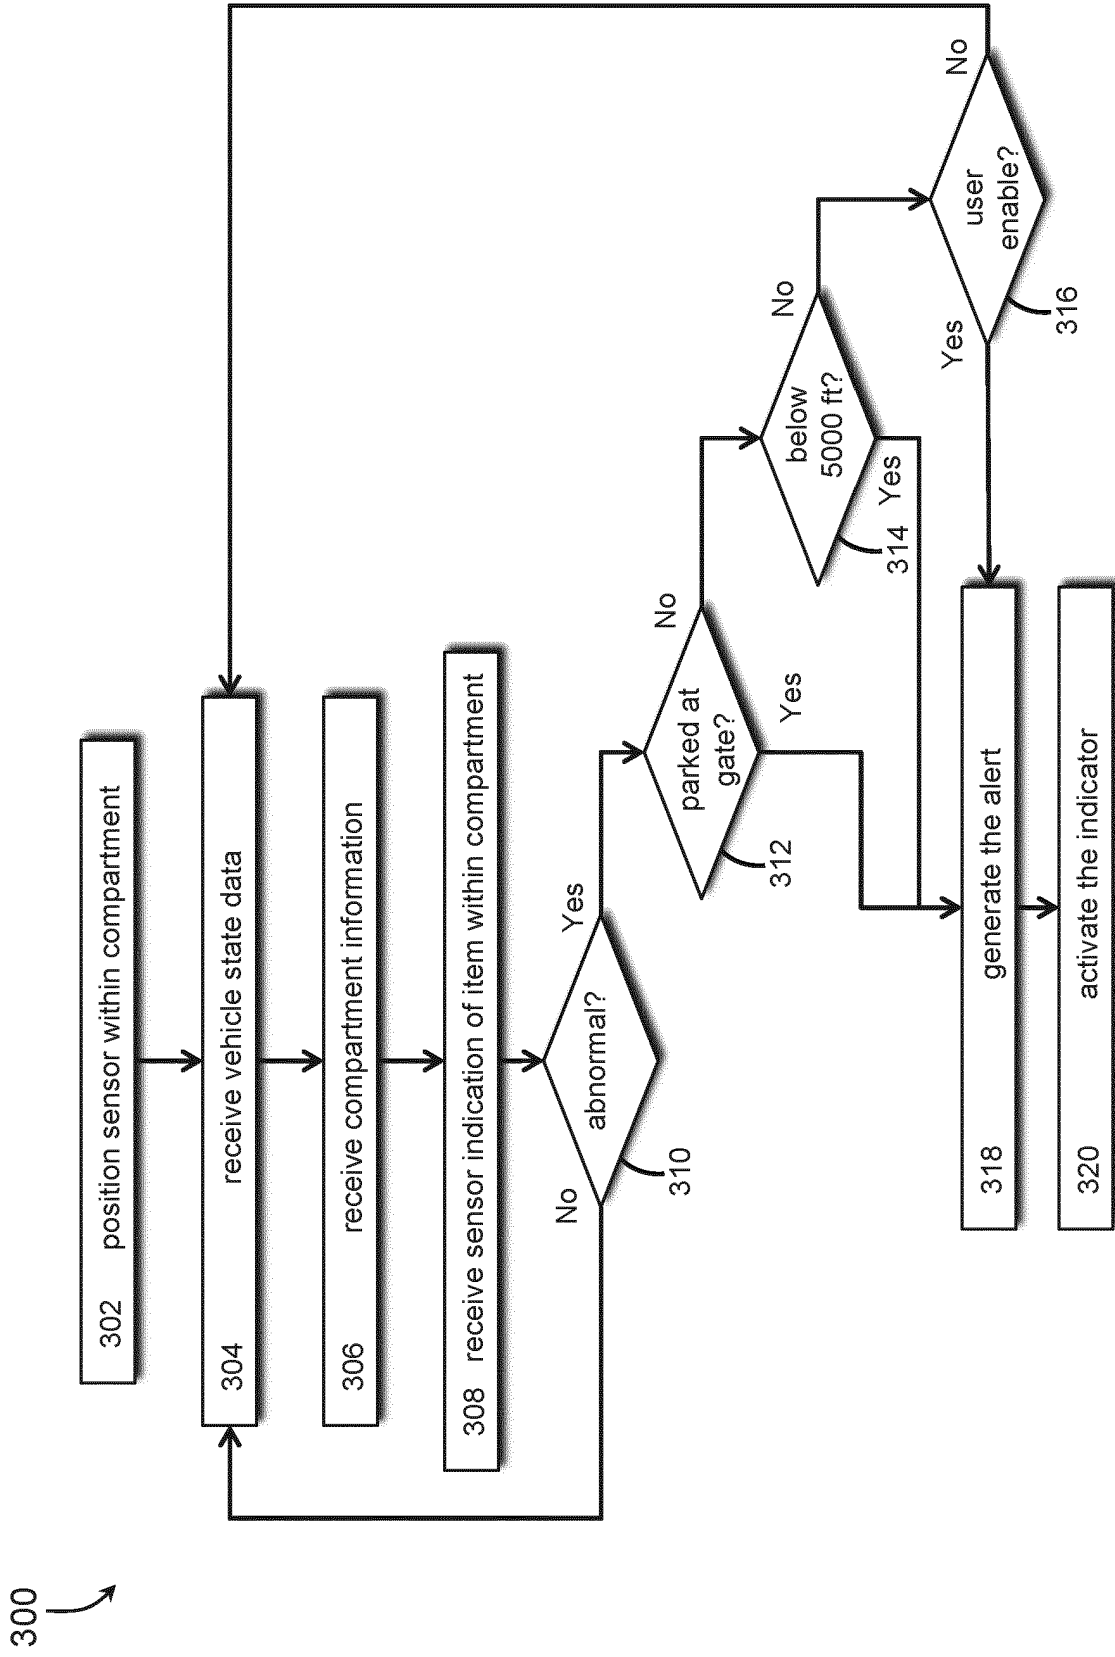 300
302 position sensor within compartment
304 receive vehicle state data
306 receive compartment information
308 receive sensor indication of item within compartment
No
abnormal?
Yes
310
parked at
gate?
No
Yes
312
below
5000 ft?
No
Yes
314
user
enable?
No
Yes
316
318 generate the alert
320 activate the indicator